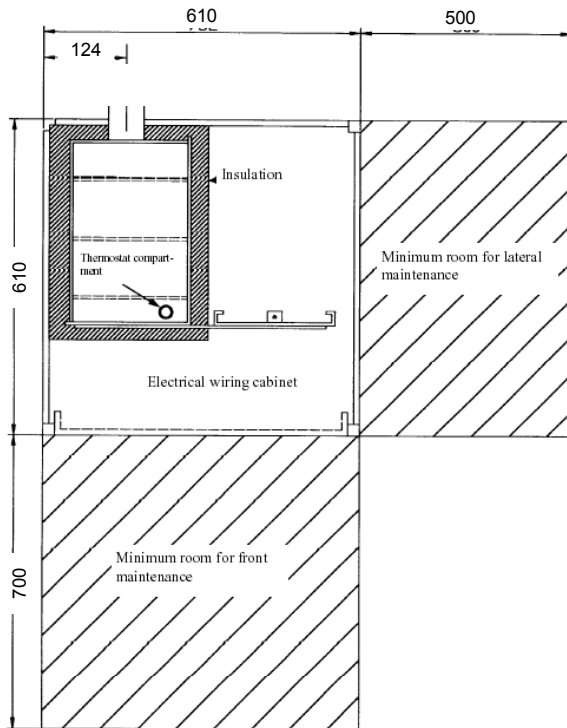 610
500
124
Insulation
610
Thermostat compart-
ment
Minimum room for lateral
maintenance
Electrical wiring cabinet
Minimum room for front
maintenance
700